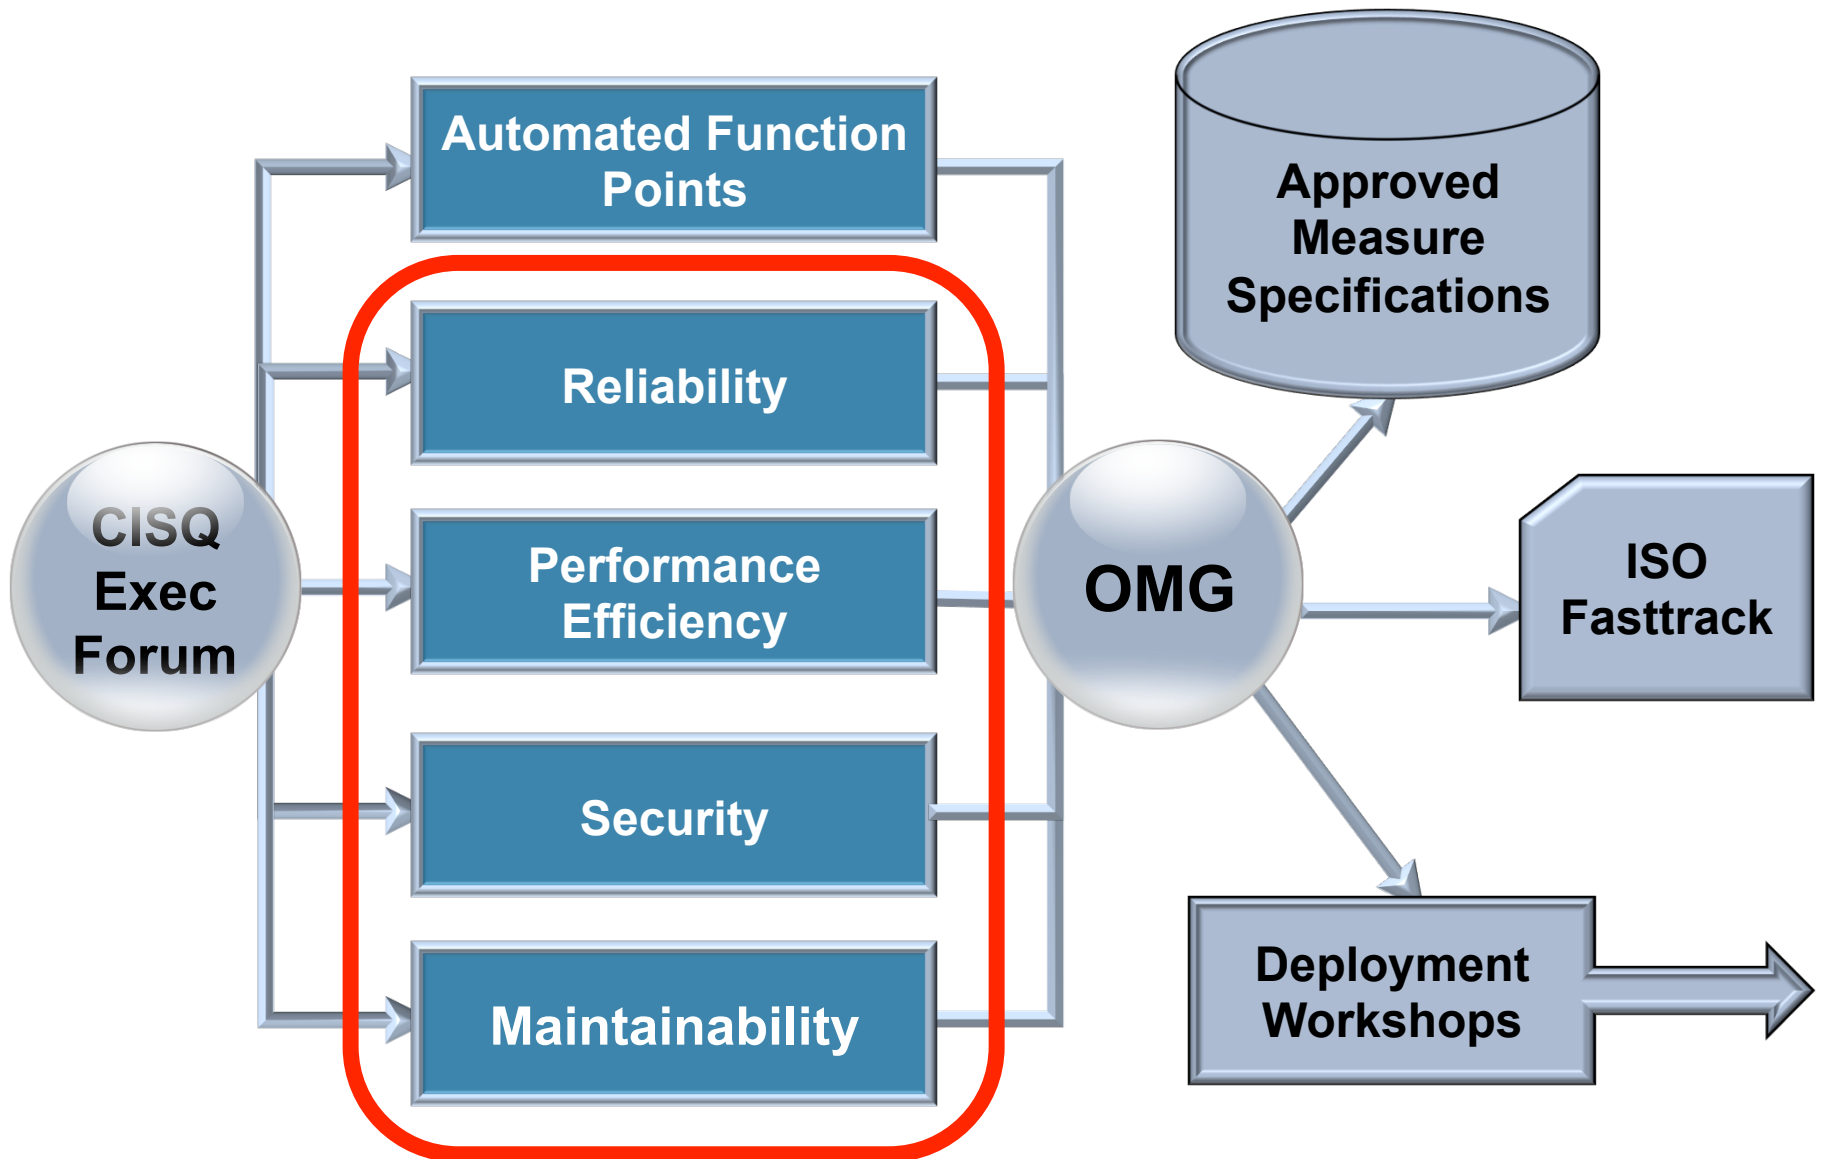 CISQ
Exec
Forum
Automated Function
Points
Reliability
Performance
Efficiency
Security
Maintainability
OMG
Approved
Measure
Specifications
ISO
Fasttrack
Deployment
Workshops